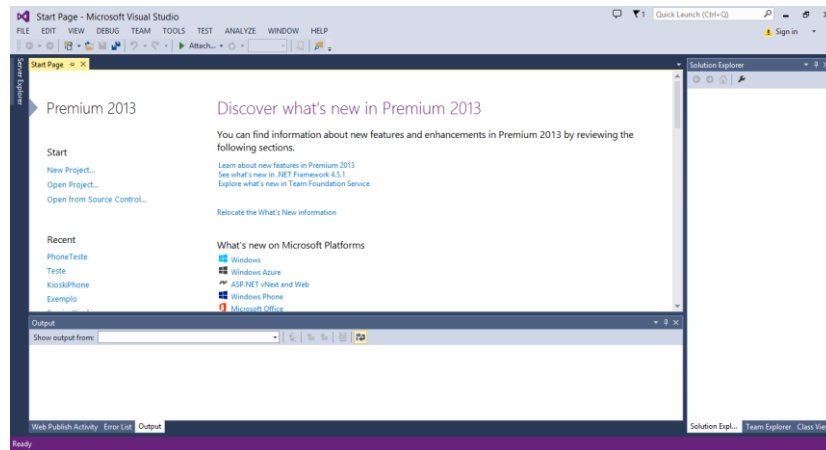 Start Page - Microsoft Visual Studio
1
Quick Launch (Ctrl+Q)
FILE EDIT VIEW DEBUG TEAM TOOLS TEST ANALYZE WINDOW HELP
Sign in
Attach...
Server Explorer
Start Page
Solution Explorer
Premium 2013
Discover what's new in Premium 2013
You can find information about new features and enhancements in Premium 2013 by reviewing the
following sections.
Start
Learn about new features in Premium 2013
New Project...
See what's new in .NET Framework 4.5.1
Open Project...
Explore what's new in Team Foundation Service
Open from Source Control...
Relocate the What's New information
Recent
What's new on Microsoft Platforms
PhoneTeste
Windows
Teste
Windows Azure
KioskiPhone
ASP.NET vNext and Web
Exemplo
Windows Phone
Microsoft Office
Output
Show output from:
Web Publish Activity Error List Output
Solution Expl... Team Explorer Class Vie
Ready